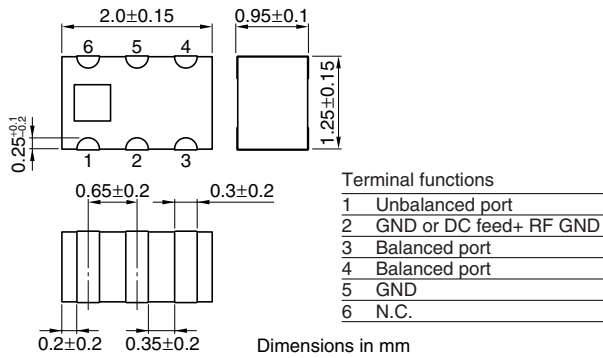 2.0±0.15
0.95±0.1
6 5 4
1.25±0.15
0.25+0.1−0.2
1 2 3
0.65±0.2
0.3±0.2
0.2±0.2
0.35±0.2
Dimensions in mm
Terminal functions
1 Unbalanced port
2 GND or DC feed+ RF GND
3 Balanced port
4 Balanced port
5 GND
6 N.C.